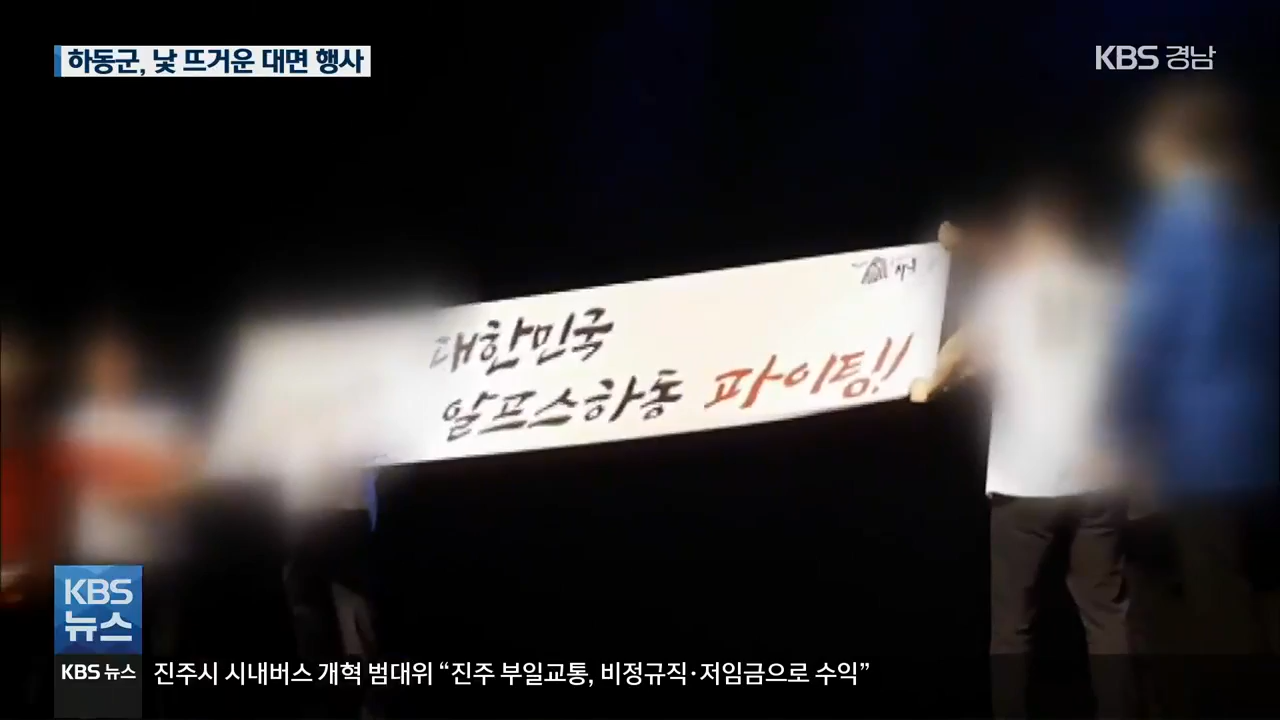 하동군, 낯 뜨거운 대면 행사
KBS 경남
대한민국
알프스하동 파이팅!!
KBS
뉴스
KBS 뉴스
진주시 시내버스 개혁 범대위 “진주 부일교통, 비정규직·저임금으로 수익”